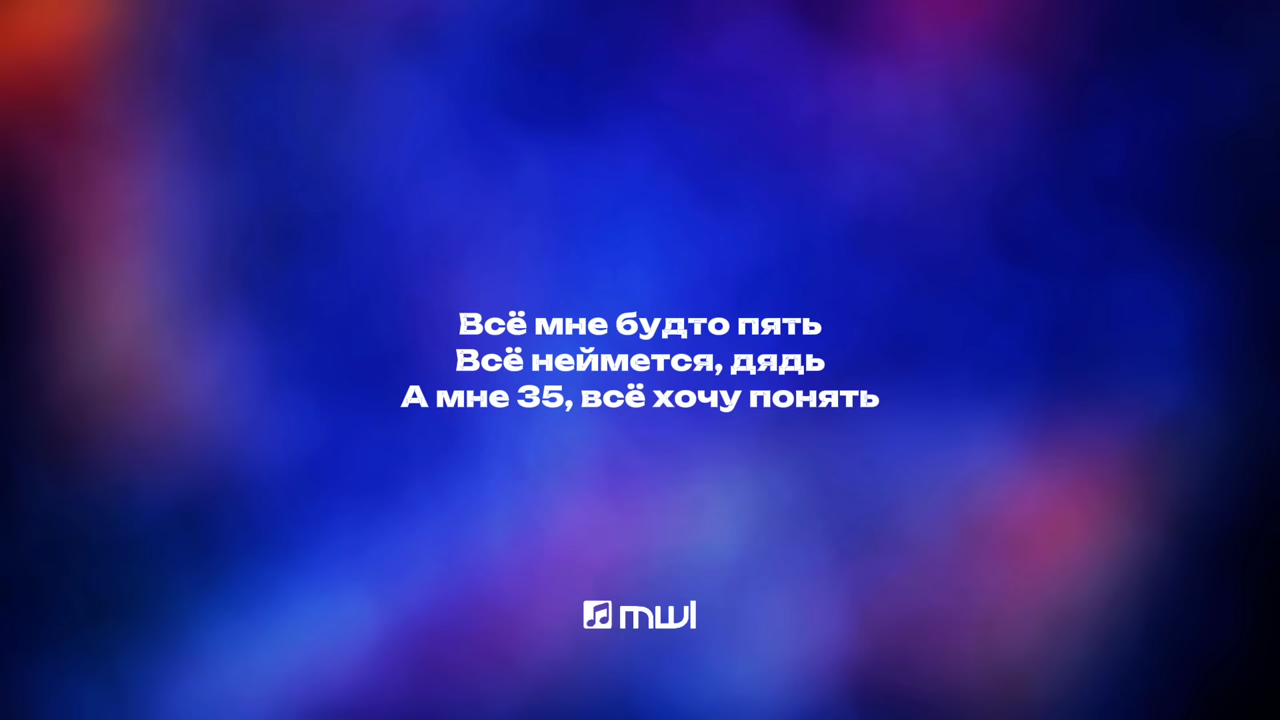 Всё мне будто пять
Всё неймется, дядь
А мне 35, всё хочу понять
mwl